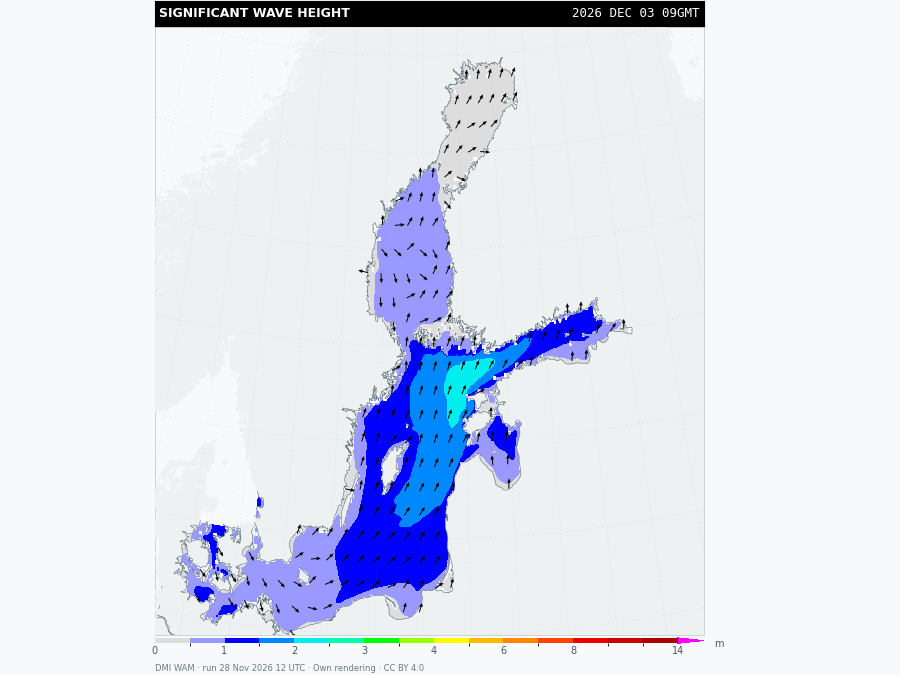 SIGNIFICANT WAVE HEIGHT 2026 DEC 03 09GMT
0 1 2 3 4 6 8 14 m
DMI WAM · run 28 Nov 2026 12 UTC · Own rendering · CC BY 4.0